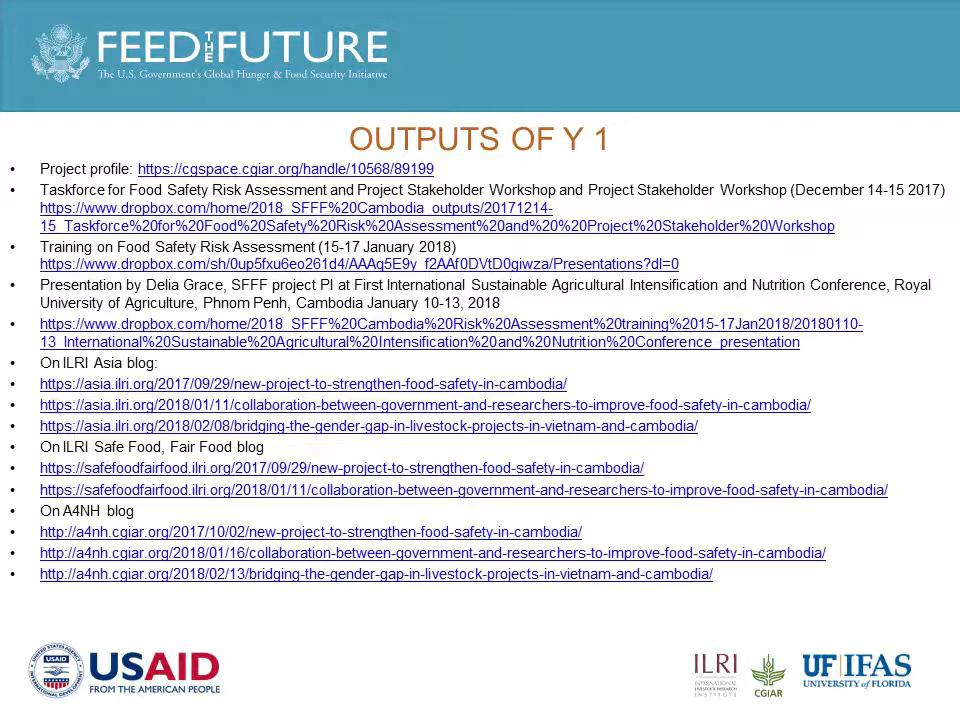 FEED THE FUTURE
The U.S. Government's Global Hunger & Food Security Initiative
OUTPUTS OF Y 1
• Project profile: https://cgspace.cgiar.org/handle/10568/89199
• Taskforce for Food Safety Risk Assessment and Project Stakeholder Workshop and Project Stakeholder Workshop (December 14-15 2017)
https://www.dropbox.com/home/2018_SFFF%20Cambodia_outputs/20171214-
15_Taskforce%20for%20Food%20Safety%20Risk%20Assessment%20and%20%20Project%20Stakeholder%20Workshop
• Training on Food Safety Risk Assessment (15-17 January 2018)
https://www.dropbox.com/sh/0up5fxu6eo261d4/AAAq5E9y_f2AAf0DVtD0giwza/Presentations?dl=0
• Presentation by Delia Grace, SFFF project PI at First International Sustainable Agricultural Intensification and Nutrition Conference, Royal
University of Agriculture, Phnom Penh, Cambodia January 10-13, 2018
• https://www.dropbox.com/home/2018_SFFF%20Cambodia%20Risk%20Assessment%20training%2015-17Jan2018/20180110-
13_International%20Sustainable%20Agricultural%20Intensification%20and%20Nutrition%20Conference_presentation
• On ILRI Asia blog:
• https://asia.ilri.org/2017/09/29/new-project-to-strengthen-food-safety-in-cambodia/
• https://asia.ilri.org/2018/01/11/collaboration-between-government-and-researchers-to-improve-food-safety-in-cambodia/
• https://asia.ilri.org/2018/02/08/bridging-the-gender-gap-in-livestock-projects-in-vietnam-and-cambodia/
• On ILRI Safe Food, Fair Food blog
• https://safefoodfairfood.ilri.org/2017/09/29/new-project-to-strengthen-food-safety-in-cambodia/
• https://safefoodfairfood.ilri.org/2018/01/11/collaboration-between-government-and-researchers-to-improve-food-safety-in-cambodia/
• On A4NH blog
• http://a4nh.cgiar.org/2017/10/02/new-project-to-strengthen-food-safety-in-cambodia/
• http://a4nh.cgiar.org/2018/01/16/collaboration-between-government-and-researchers-to-improve-food-safety-in-cambodia/
• http://a4nh.cgiar.org/2018/02/13/bridging-the-gender-gap-in-livestock-projects-in-vietnam-and-cambodia/
UNITED STATES AGENCY
USAID
INTERNATIONAL DEVELOPMENT
USAID
FROM THE AMERICAN PEOPLE
ILRI
INTERNATIONAL
LIVESTOCK RESEARCH
INSTITUTE
CGIAR
UF IFAS
UNIVERSITY of FLORIDA